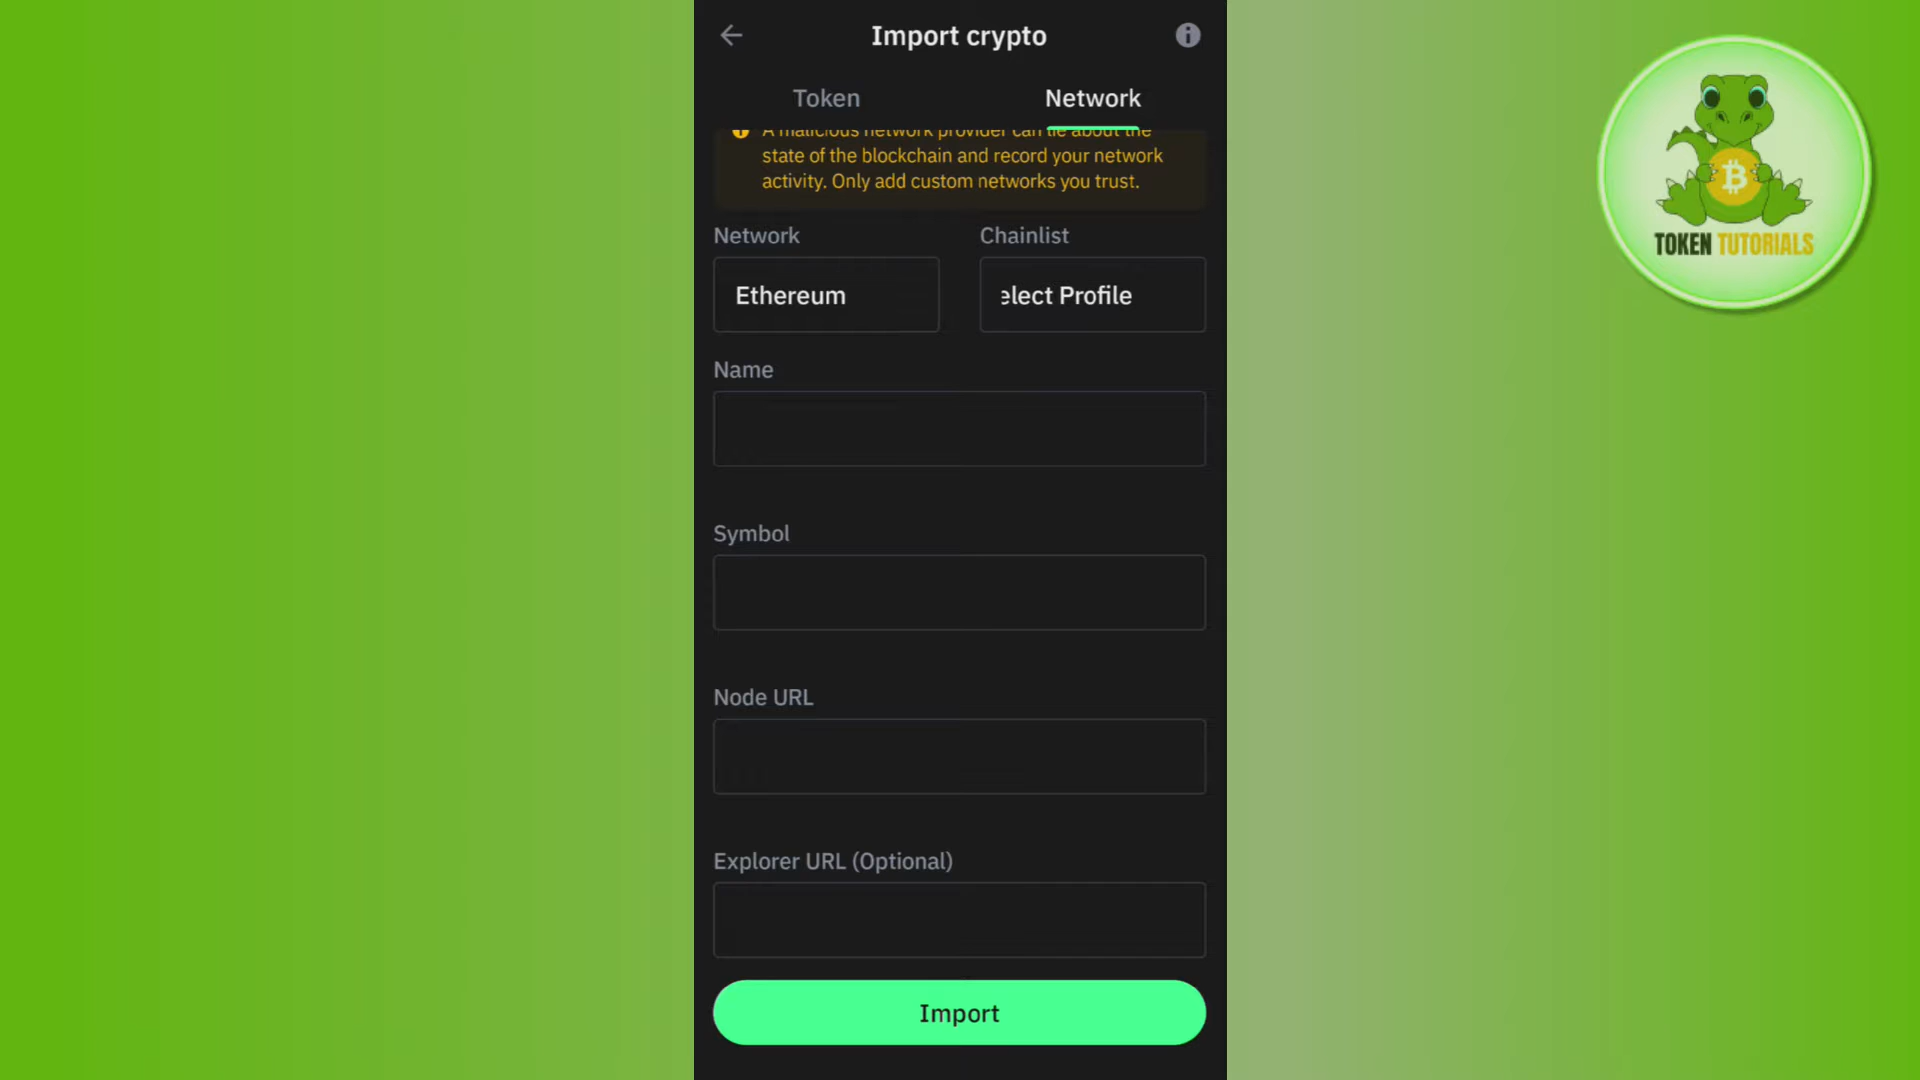 Import crypto
Token
Network
A malicious network provider can lie about the
state of the blockchain and record your network
activity. Only add custom networks you trust.
Network
Chainlist
Ethereum
elect Profile
Name
Symbol
Node URL
Explorer URL (Optional)
Import
TOKEN TUTORIALS